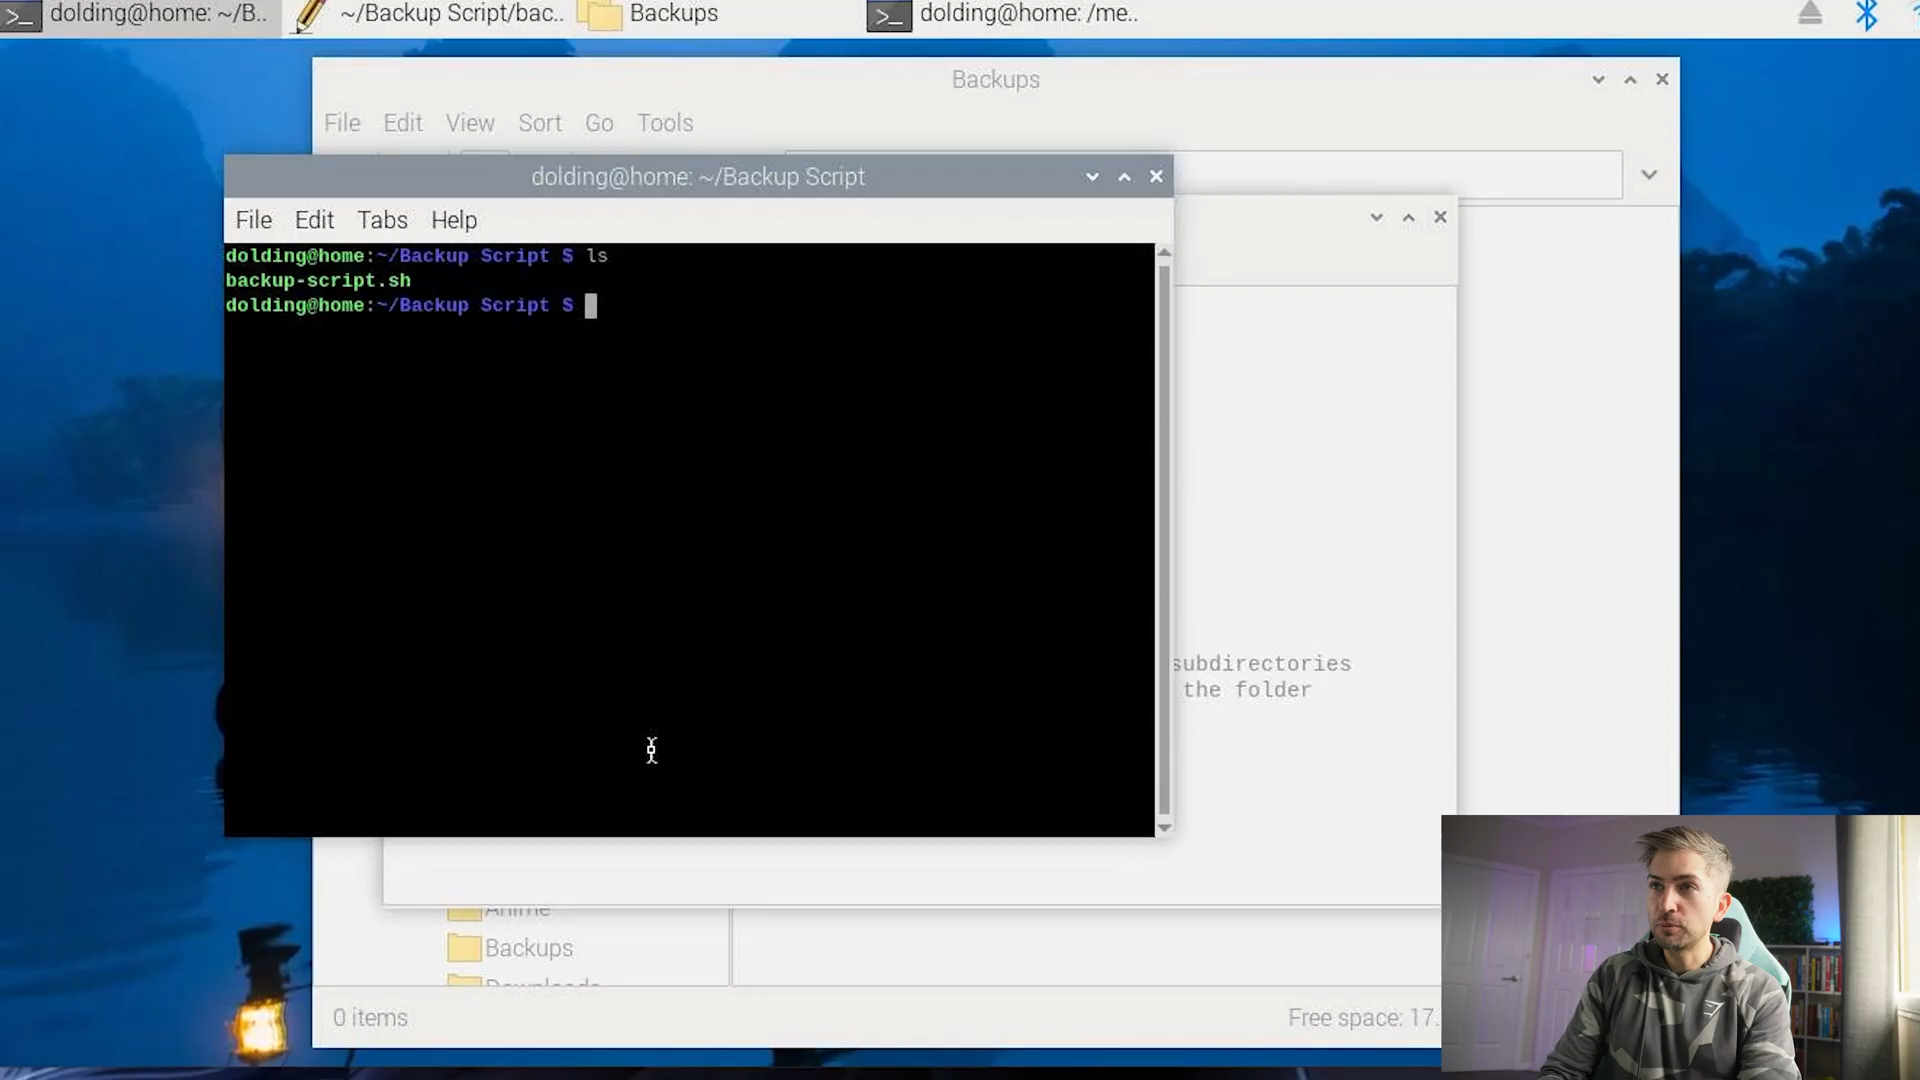 dolding@home: ~/B..
~/Backup Script/bac..
Backups
dolding@home: /me..
Backups
File Edit View Sort Go Tools
dolding@home: ~/Backup Script
File Edit Tabs Help
dolding@home:~/Backup Script $ ls
backup-script.sh
dolding@home:~/Backup Script $
subdirectories
the folder
Anime
Backups
Downloads
0 items
Free space: 17.